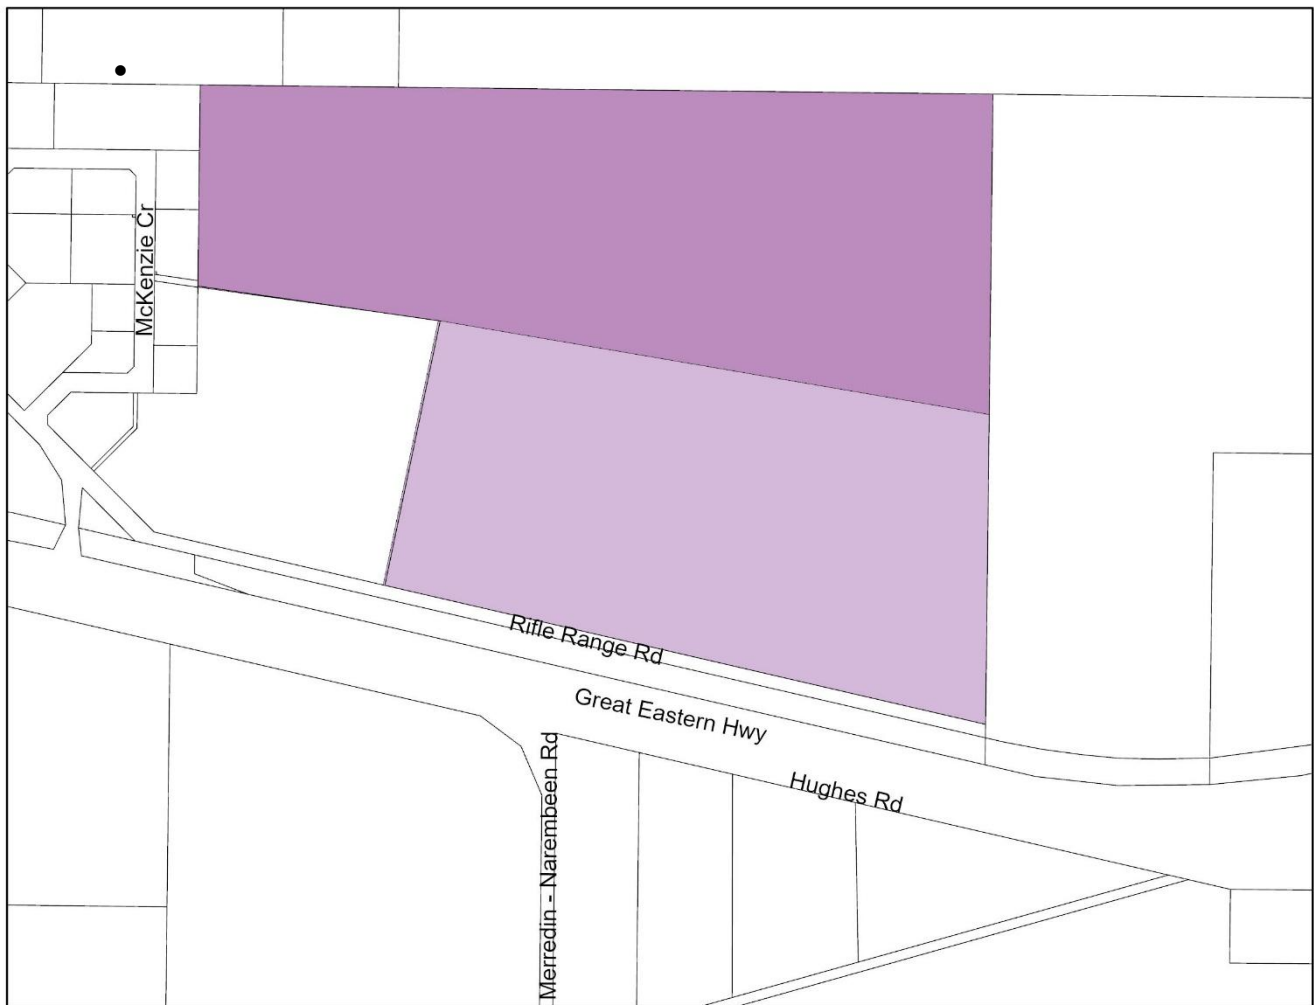 McKenzie Cr
Rifle Range Rd
Great Eastern Hwy
Merredin - Narembeen Rd
Hughes Rd